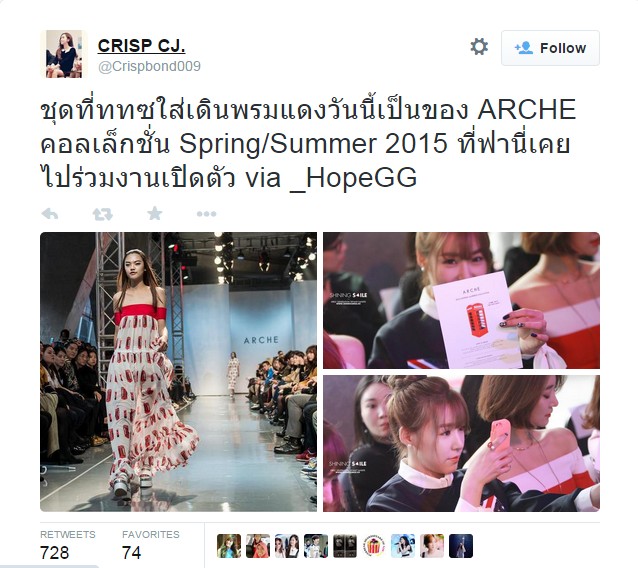 CRISP CJ.
@Crispbond009
Follow
ชุดที่ททซใส่เดินพรมแดงวันนี้เป็นของ ARCHE
คอลเล็กชั่น Spring/Summer 2015 ที่ฟานี่เคย
ไปร่วมงานเปิดตัว via _HopeGG
ARCHE
ARCHE
SHINING SMILE
SHINING SMILE
RETWEETS
FAVORITES
728
74